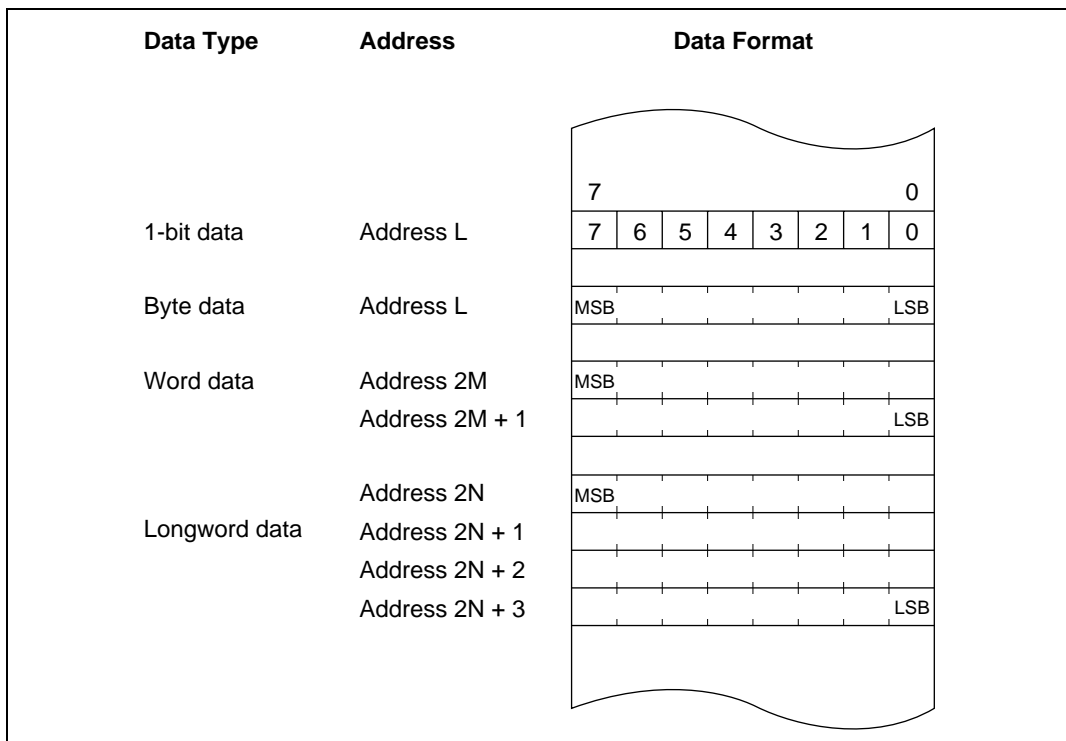 Data Type Address Data Format
7 0
1-bit data Address L 7 6 5 4 3 2 1 0
Byte data Address L MSB LSB
Word data Address 2M MSB
Address 2M + 1 LSB
Address 2N MSB
Longword data Address 2N + 1
Address 2N + 2
Address 2N + 3 LSB